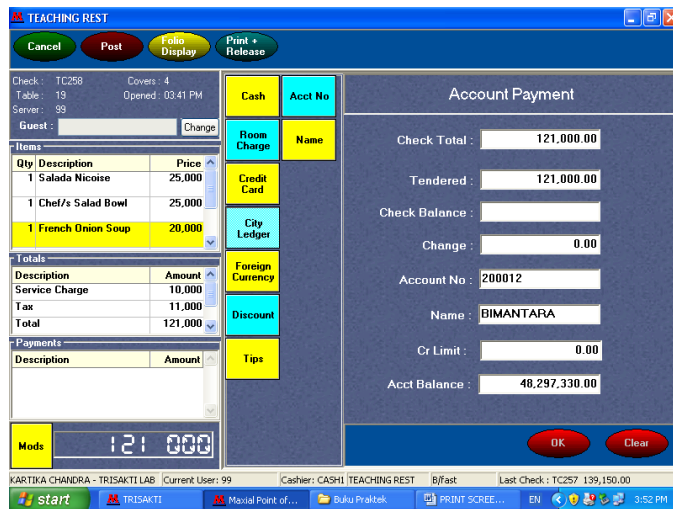 TEACHING REST
Cancel Post Folio Display Print + Release
Check : TC258 Covers : 4
Table : 19 Opened : 03:41 PM
Server : 99
Guest : Change
Items
Qty Description Price
1 Salada Nicoise 25,000
1 Chef/s Salad Bowl 25,000
1 French Onion Soup 20,000
Totals
Description Amount
Service Charge 10,000
Tax 11,000
Total 121,000
Payments
Description Amount
Mods 121 000
Cash Acct No
Room Charge Name
Credit Card
City Ledger
Foreign Currency
Discount
Tips
Account Payment
Check Total : 121,000.00
Tendered : 121,000.00
Check Balance :
Change : 0.00
Account No : 200012
Name : BIMANTARA
Cr Limit : 0.00
Acct Balance : 48,297,330.00
OK Clear
KARTIKA CHANDRA - TRISAKTI LAB Current User: 99 Cashier: CASH1 TEACHING REST B/fast Last Check : TC257 139,150.00
start TRISAKTI Maxial Point of... Buku Praktek PRINT SCREE... EN 3:52 PM